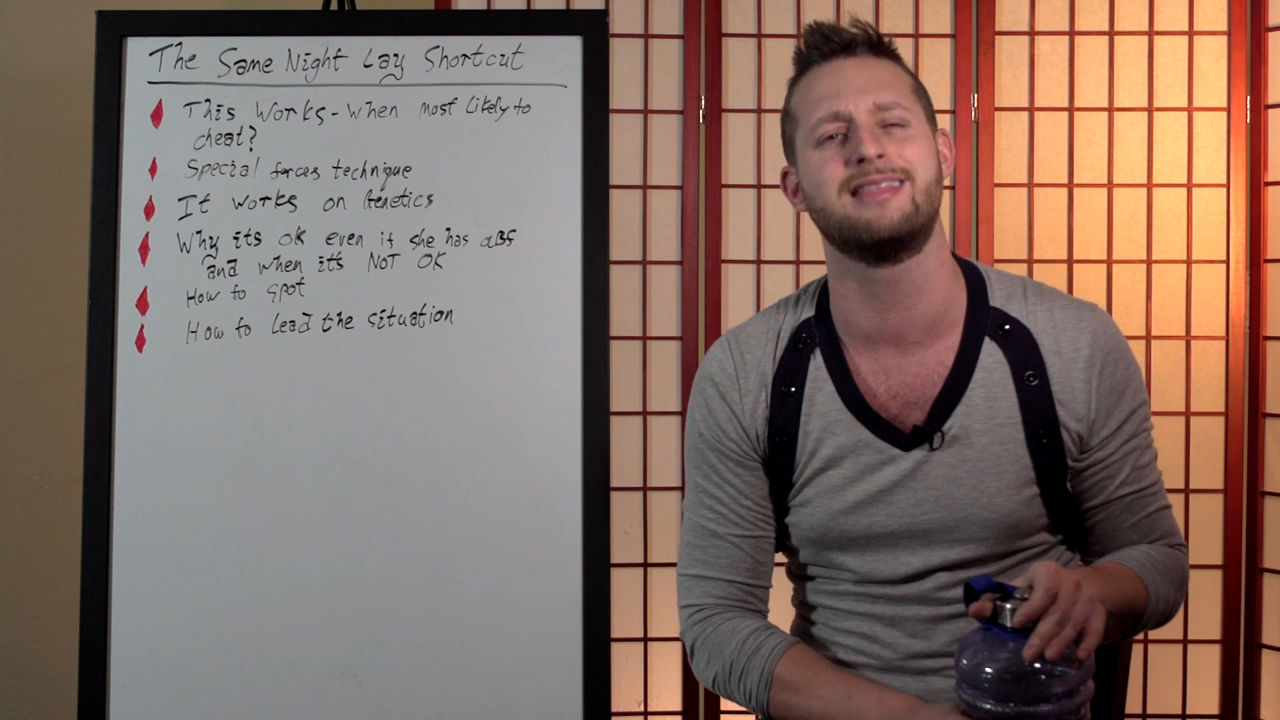 The Same Night Lay Shortcut
This Works - When most Likely to
cheat?
Special forces technique
It works on Genetics
Why its ok even if she has aBF
and when it's NOT OK
How to spot
How to lead the situation